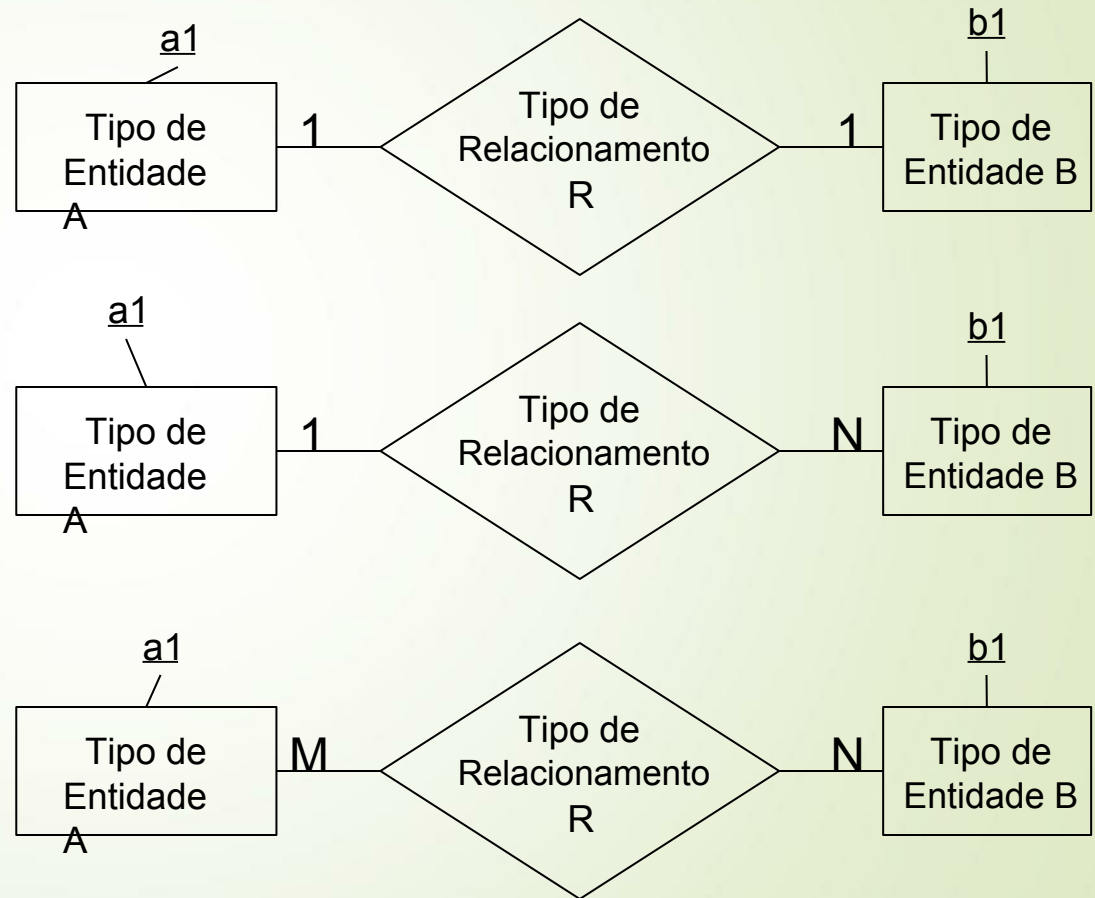 a1
b1
Tipo de
Entidade
A
1
Tipo de
Relacionamento
R
1
Tipo de
Entidade B
a1
b1
Tipo de
Entidade
A
1
Tipo de
Relacionamento
R
N
Tipo de
Entidade B
a1
b1
Tipo de
Entidade
A
M
Tipo de
Relacionamento
R
N
Tipo de
Entidade B